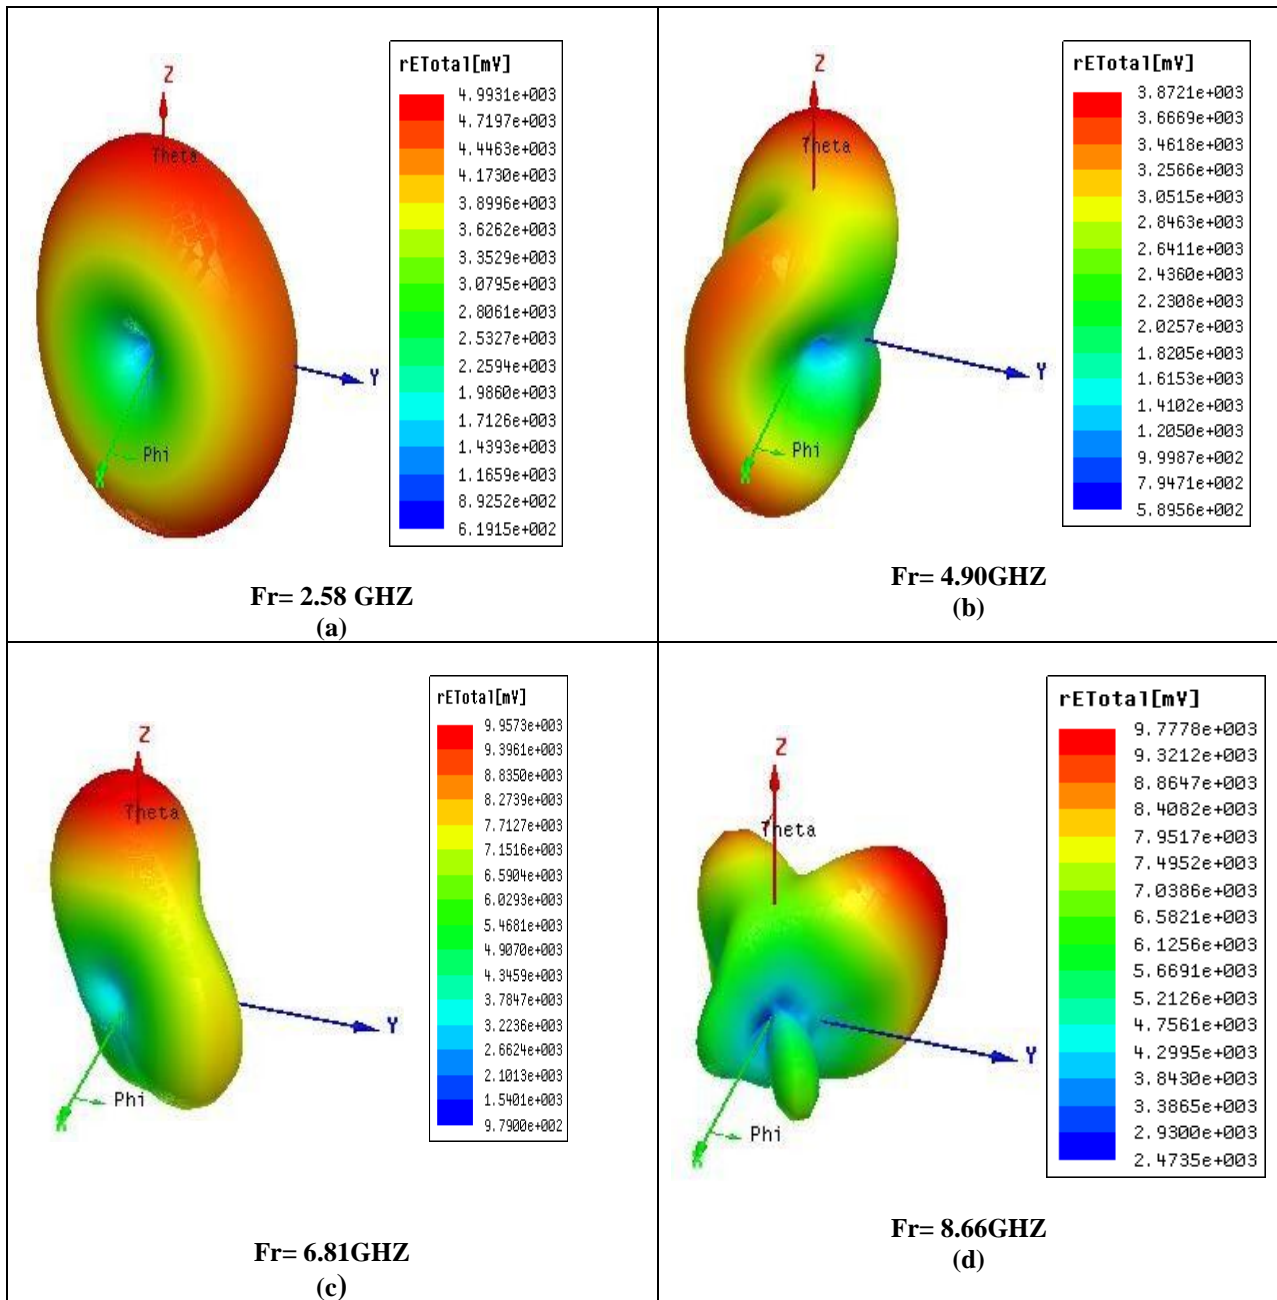 Z
Theta
Y
Phi
X
rETotal[mV]
4.9931e+003
4.7197e+003
4.4463e+003
4.1730e+003
3.8996e+003
3.6262e+003
3.3529e+003
3.0795e+003
2.8061e+003
2.5327e+003
2.2594e+003
1.9860e+003
1.7126e+003
1.4393e+003
1.1659e+003
8.9252e+002
6.1915e+002
Fr= 2.58 GHZ
(a)
Z
Theta
Y
Phi
X
rETotal[mV]
3.8721e+003
3.6669e+003
3.4618e+003
3.2566e+003
3.0515e+003
2.8463e+003
2.6411e+003
2.4360e+003
2.2308e+003
2.0257e+003
1.8205e+003
1.6153e+003
1.4102e+003
1.2050e+003
9.9987e+002
7.9471e+002
5.8956e+002
Fr= 4.90GHZ
(b)
Z
Theta
Y
Phi
X
rETotal[mV]
9.9573e+003
9.3961e+003
8.8350e+003
8.2739e+003
7.7127e+003
7.1516e+003
6.5904e+003
6.0293e+003
5.4681e+003
4.9070e+003
4.3459e+003
3.7847e+003
3.2236e+003
2.6624e+003
2.1013e+003
1.5401e+003
9.7900e+002
Fr= 6.81GHZ
(c)
Z
Theta
Y
Phi
X
rETotal[mV]
9.7778e+003
9.3212e+003
8.8647e+003
8.4082e+003
7.9517e+003
7.4952e+003
7.0386e+003
6.5821e+003
6.1256e+003
5.6691e+003
5.2126e+003
4.7561e+003
4.2995e+003
3.8430e+003
3.3865e+003
2.9300e+003
2.4735e+003
Fr= 8.66GHZ
(d)